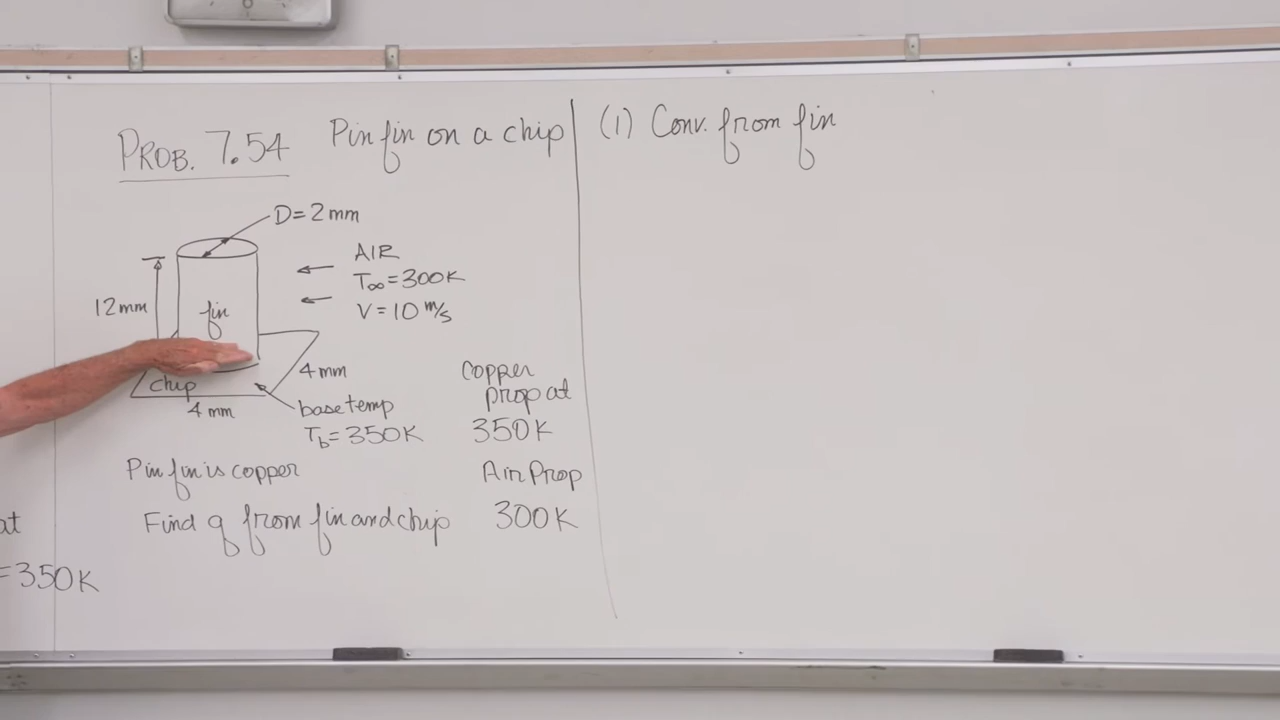 PROB. 7.54 Pin fin on a chip
D=2mm
AIR
T∞=300K
V=10 m/s
12mm
fin
chip
4mm
4mm
base temp
Tb=350K
Copper
prop at
350K
Pin fin is copper
Air Prop
300K
Find q from fin and chip
at
=350K
(1) Conv. from fin